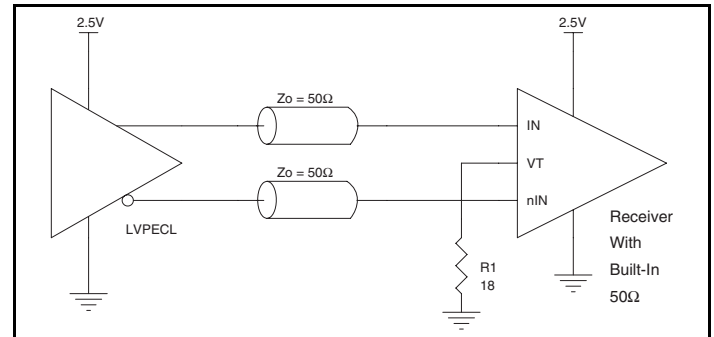 2.5V
2.5V
Zo = 50Ω
IN
VT
Zo = 50Ω
nIN
LVPECL
R1
18
Receiver
With
Built-In
50Ω